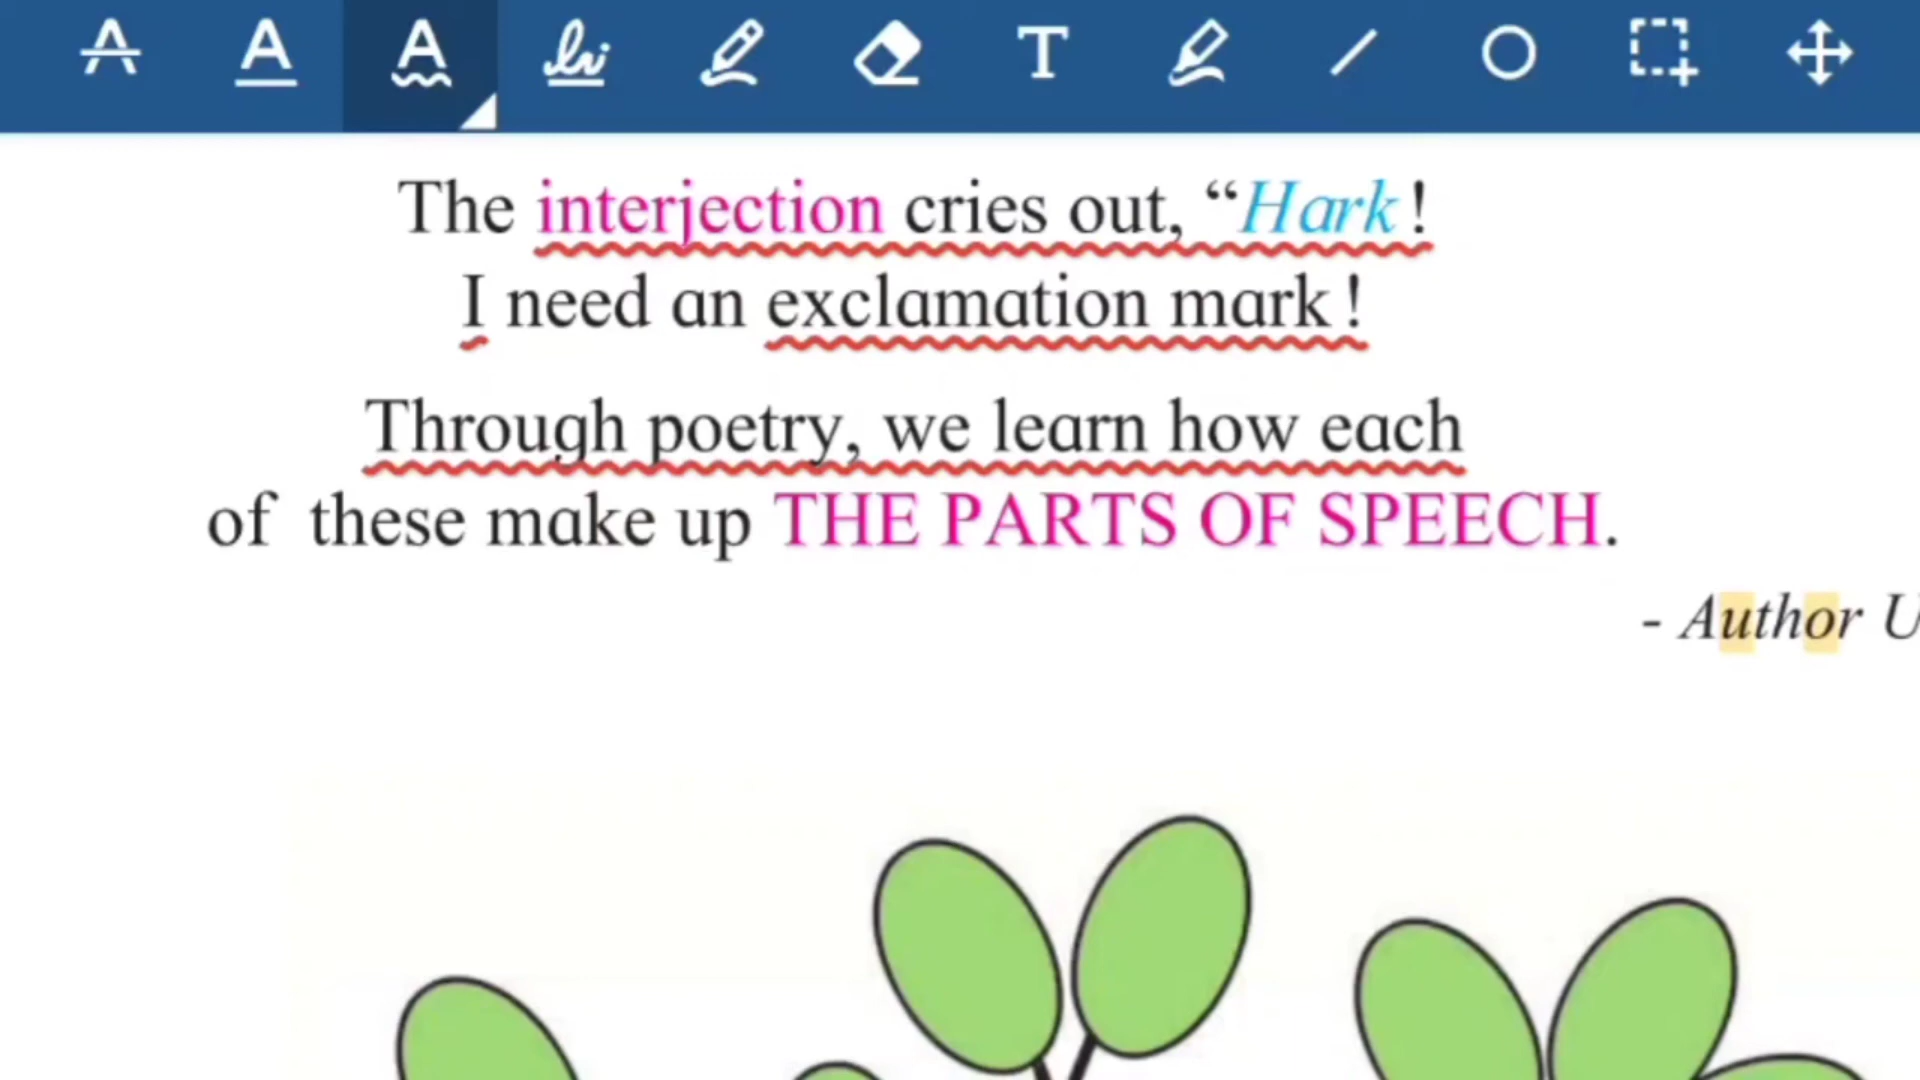 The interjection cries out, “Hark!
I need an exclamation mark!
Through poetry, we learn how each
of these make up THE PARTS OF SPEECH.
- Author